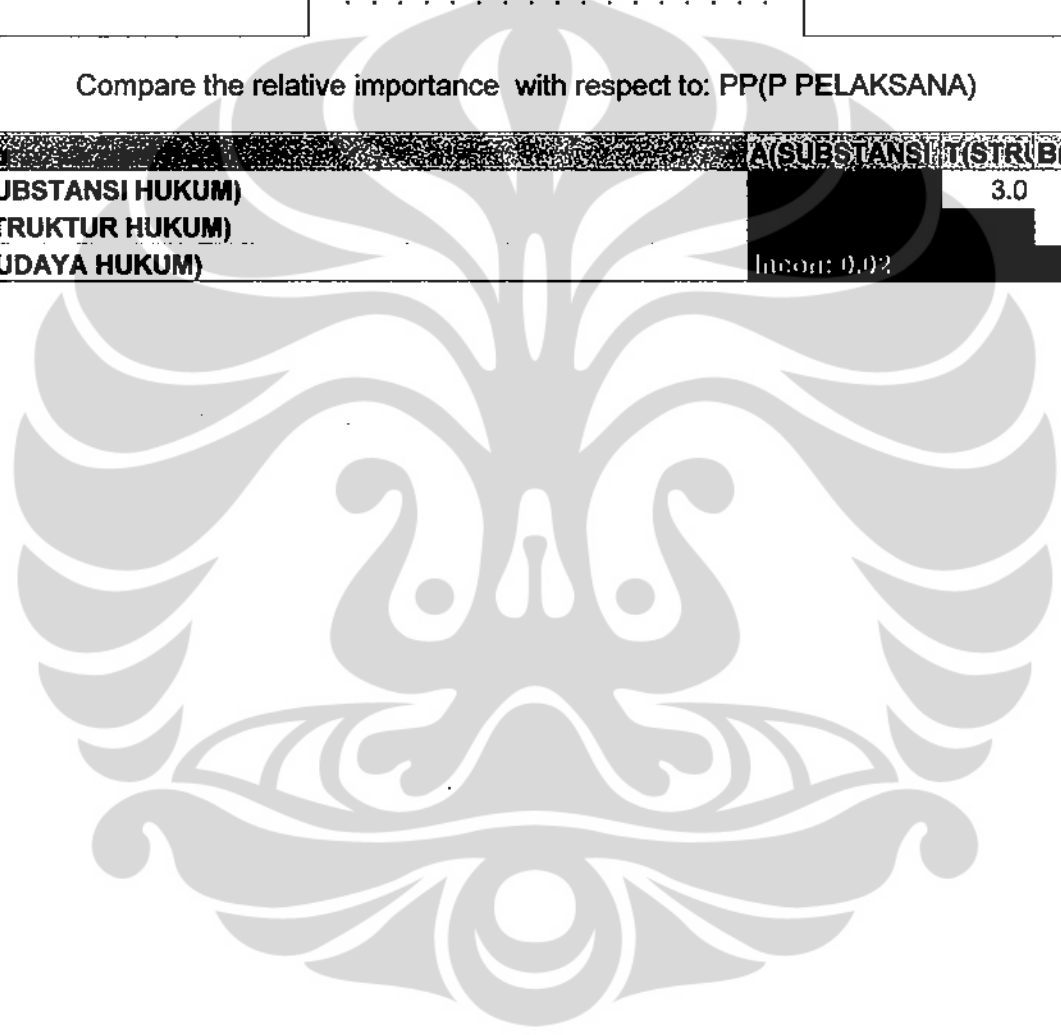 Compare the relative importance with respect to: PP(P PELAKSANA)
A(SUBSTANSI T(STRU B(
UBSTANSI HUKUM) 3.0
TRUKTUR HUKUM)
UDAYA HUKUM) Incon: 0.02